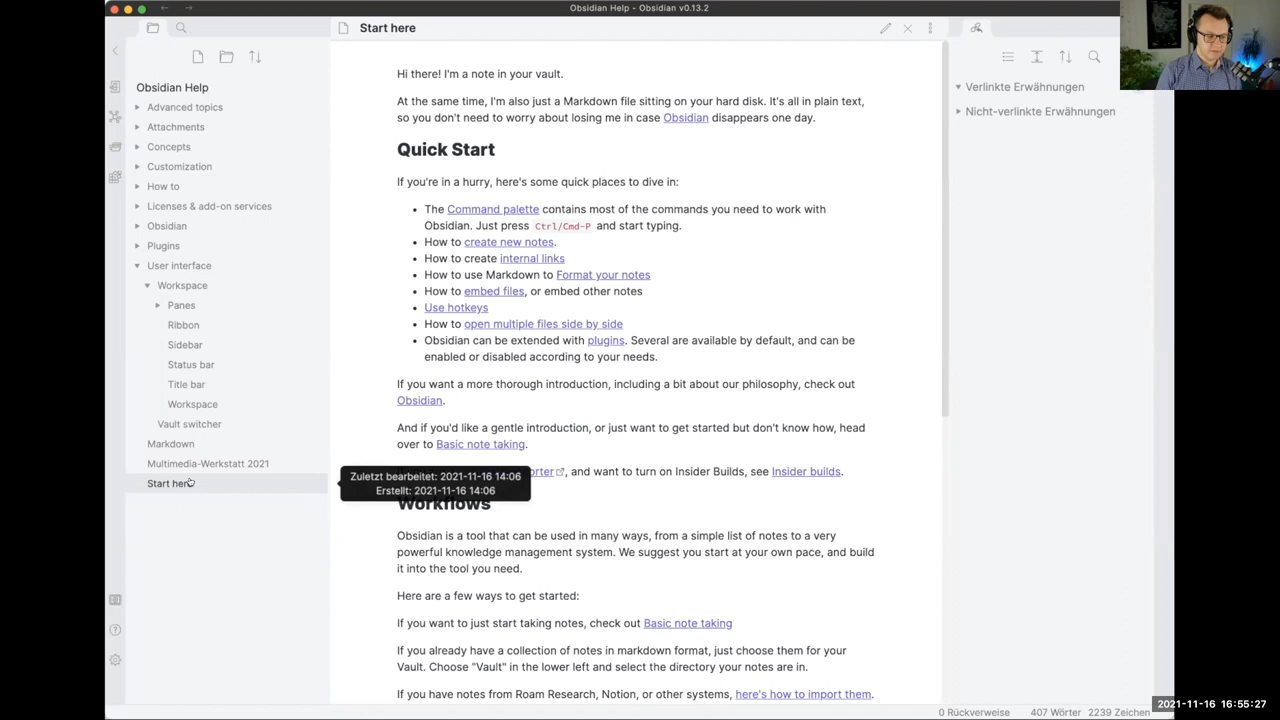 Obsidian Help - Obsidian v0.13.2
Start here
Obsidian Help
Advanced topics
Attachments
Concepts
Customization
How to
Licenses & add-on services
Obsidian
Plugins
User interface
Workspace
Panes
Ribbon
Sidebar
Status bar
Title bar
Workspace
Vault switcher
Markdown
Multimedia-Werkstatt 2021
Start here
Zuletzt bearbeitet: 2021-11-16 14:06
Erstellt: 2021-11-16 14:06
Hi there! I'm a note in your vault.
At the same time, I'm also just a Markdown file sitting on your hard disk. It's all in plain text,
so you don't need to worry about losing me in case Obsidian disappears one day.
Quick Start
If you're in a hurry, here's some quick places to dive in:
• The Command palette contains most of the commands you need to work with
Obsidian. Just press Ctrl/Cmd-P and start typing.
• How to create new notes.
• How to create internal links
• How to use Markdown to Format your notes
• How to embed files, or embed other notes
• Use hotkeys
• How to open multiple files side by side
• Obsidian can be extended with plugins. Several are available by default, and can be
enabled or disabled according to your needs.
If you want a more thorough introduction, including a bit about our philosophy, check out
Obsidian.
And if you'd like a gentle introduction, or just want to get started but don't know how, head
over to Basic note taking.
orter, and want to turn on Insider Builds, see Insider builds.
Workflows
Obsidian is a tool that can be used in many ways, from a simple list of notes to a very
powerful knowledge management system. We suggest you start at your own pace, and build
it into the tool you need.
Here are a few ways to get started:
If you want to just start taking notes, check out Basic note taking
If you already have a collection of notes in markdown format, just choose them for your
Vault. Choose "Vault" in the lower left and select the directory your notes are in.
If you have notes from Roam Research, Notion, or other systems, here's how to import them.
Verlinkte Erwähnungen
Nicht-verlinkte Erwähnungen
0 Rückverweise 407 Wörter 2239 Zeichen
2021-11-16 16:55:27